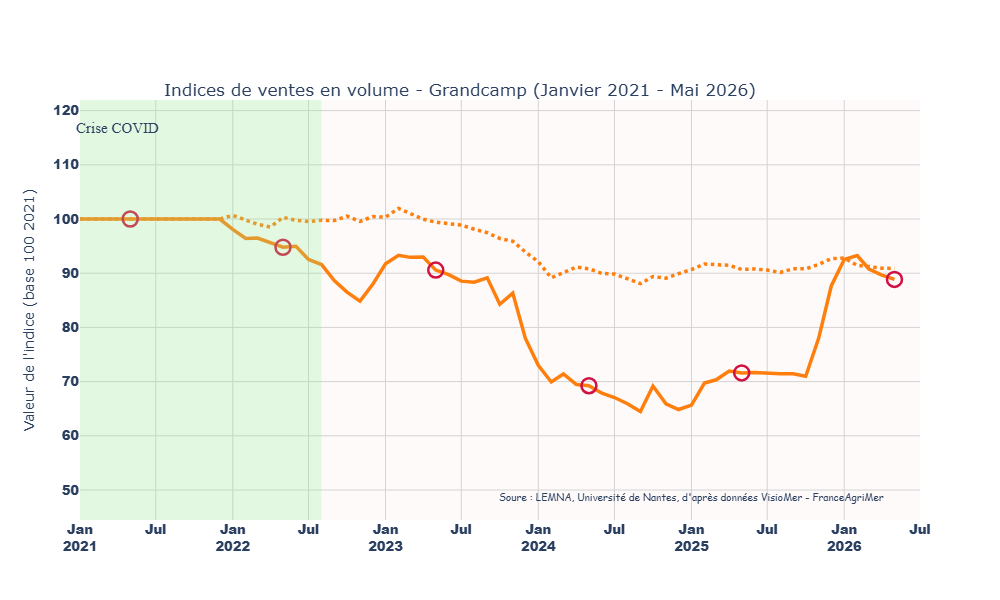 Indices de ventes en volume - Grandcamp (Janvier 2021 - Mai 2026)
Crise COVID
Valeur de l'indice (base 100 2021)
120
110
100
90
80
70
60
50
Soure : LEMNA, Université de Nantes, d'après données VisioMer - FranceAgriMer
Jan Jul Jan Jul Jan Jul Jan Jul Jan Jul Jan Jul
2021 2022 2023 2024 2025 2026